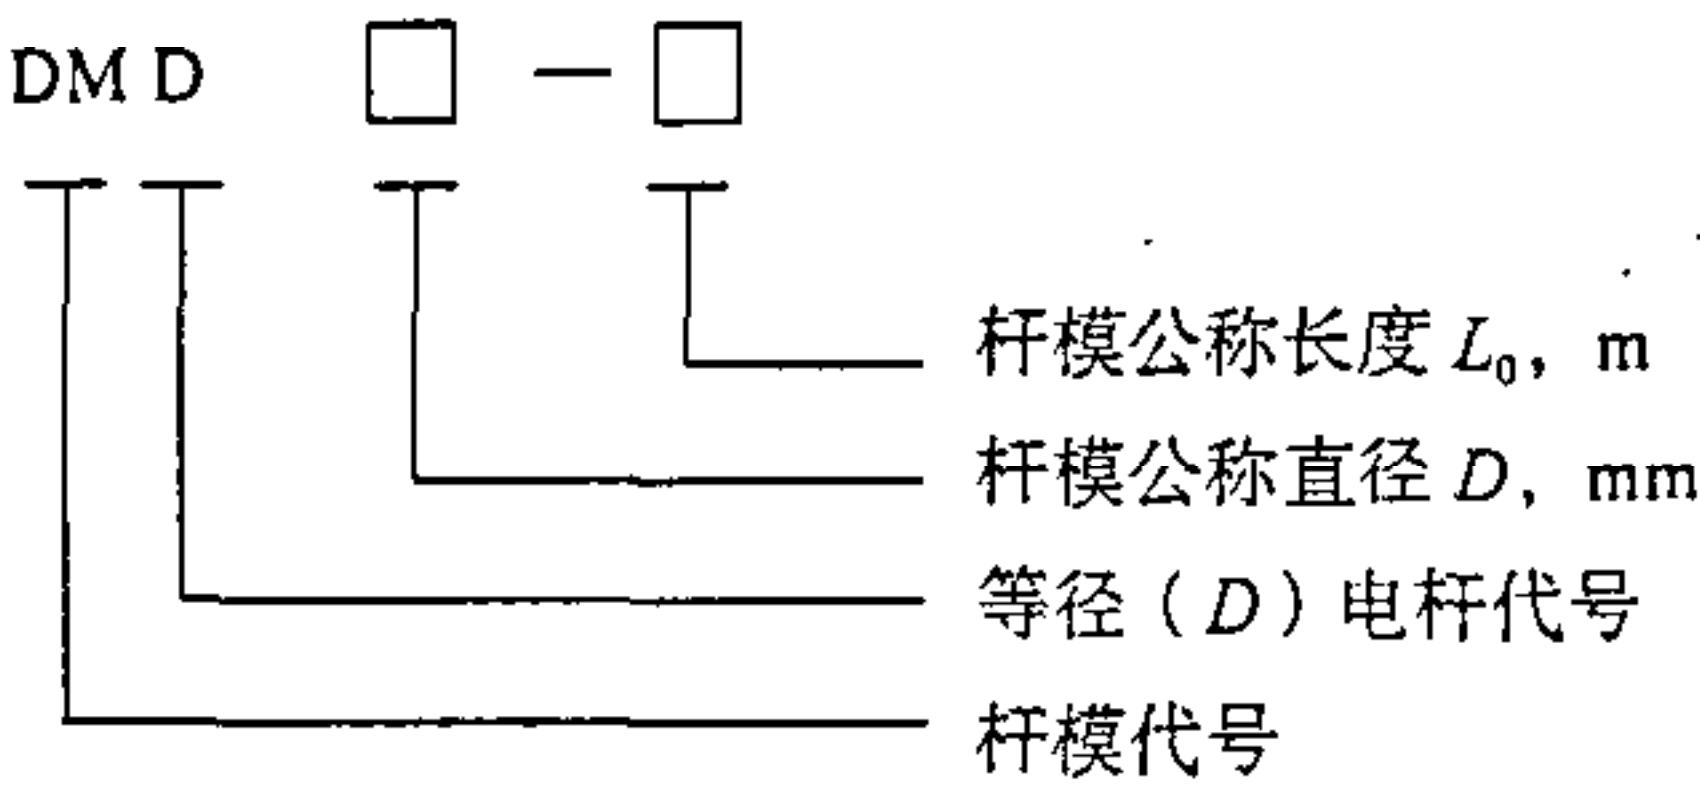 DM D □ — □
杆模公称长度 L₀, m
杆模公称直径 D, mm
等径（D）电杆代号
杆模代号